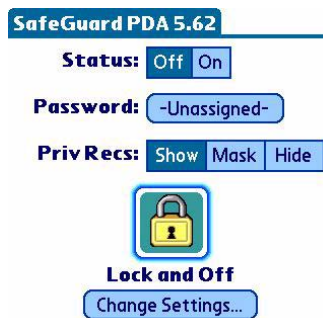 SafeGuard PDA 5.62
Status: Off On
Password: -Unassigned-
Priv Recs: Show Mask Hide
Lock and Off
Change Settings...